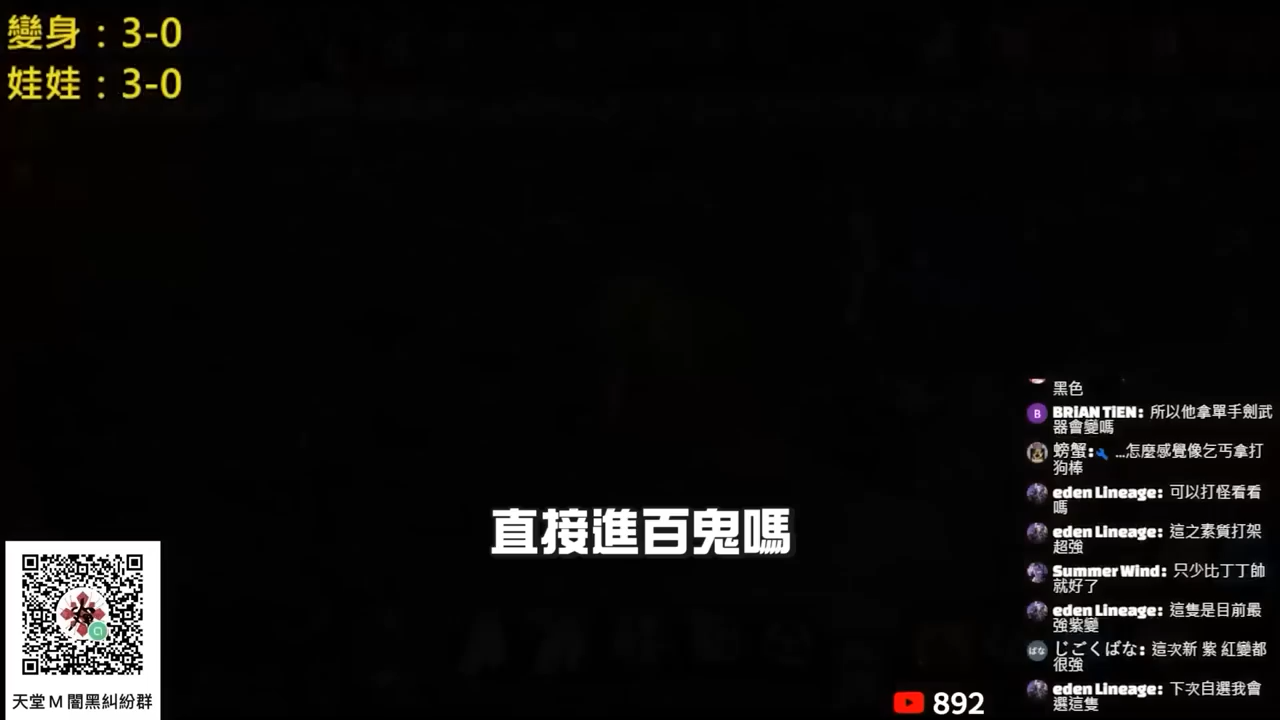 變身：3-0
娃娃：3-0
黑色
BRiAN TiEN：所以他拿單手劍武
器會變嗎
螃蟹：...怎麼感覺像乞丐拿打
狗棒
eden Lineage：可以打怪看看
嗎
eden Lineage：這之素質打架
超強
Summer Wind：只少比丁丁帥
就好了
eden Lineage：這隻是目前最
強紫變
じごくばな：這次新 紫 紅變都
很強
eden Lineage：下次自選我會
選這隻
直接進百鬼嗎
天堂 M 闇黑糾紛群
892